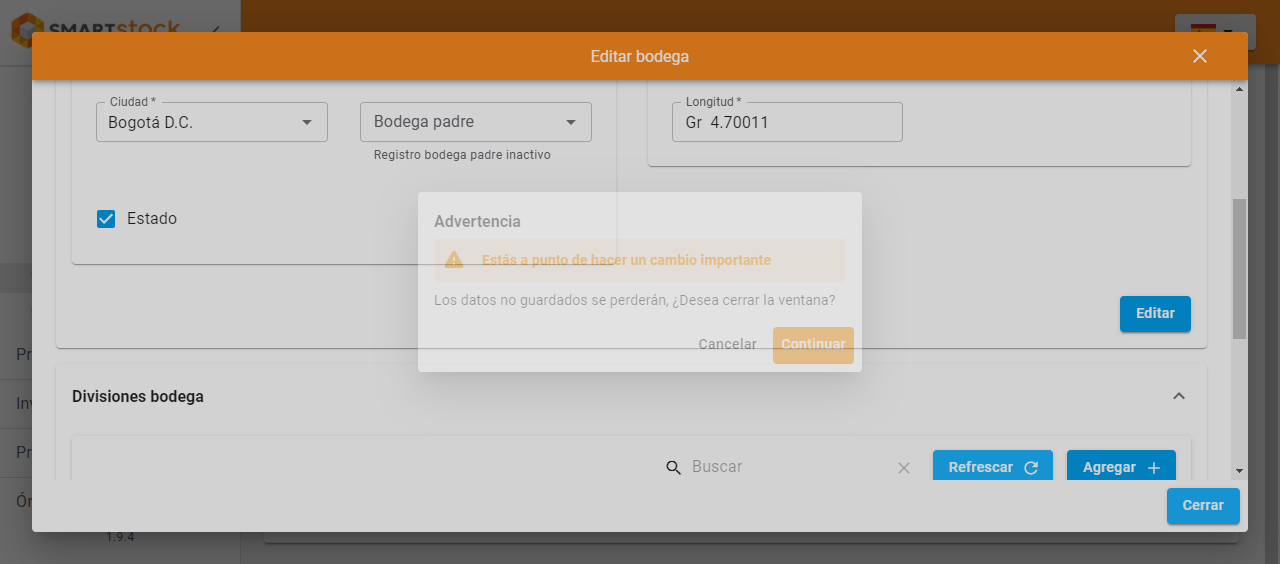 SMARTstock
Editar bodega
Ciudad *
Bogotá D.C.
Bodega padre
Registro bodega padre inactivo
Longitud *
Gr 4.70011
Estado
Advertencia
Estás a punto de hacer un cambio importante
Los datos no guardados se perderán, ¿Desea cerrar la ventana?
Cancelar
Continuar
Editar
Divisiones bodega
Buscar
Refrescar
Agregar
Cerrar
Pr
Inv
Pr
Ór
1.9.4